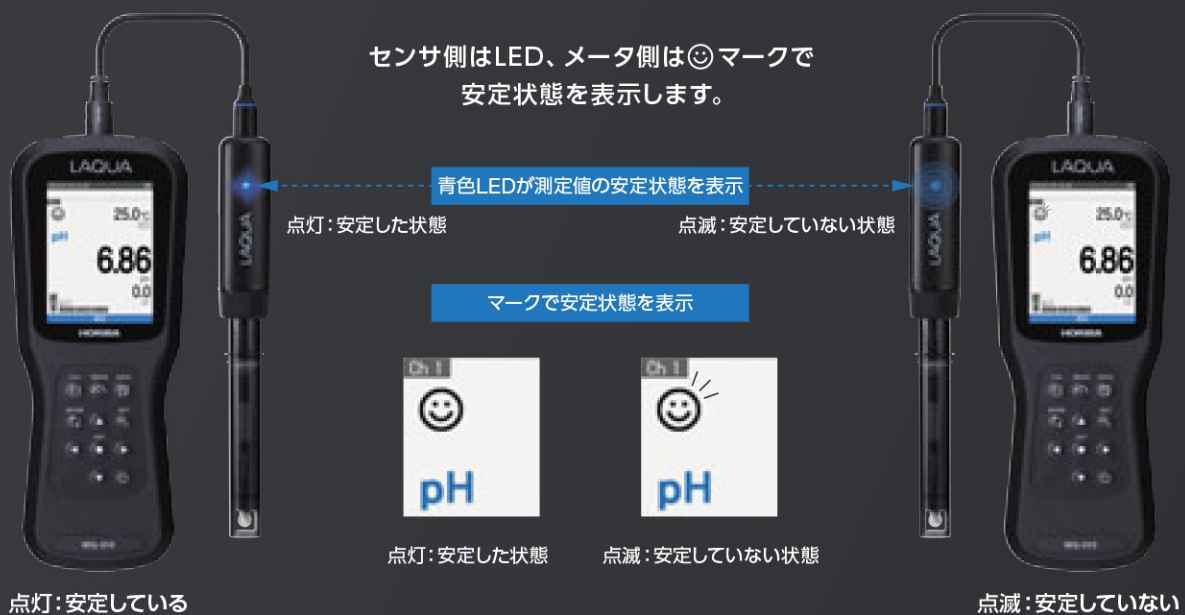 センサ側はLED、メータ側は☺マークで
安定状態を表示します。
LAQUA
25.0℃
pH
6.86
0.0
HORIBA
LAQUA
青色LEDが測定値の安定状態を表示
点灯：安定した状態
点滅：安定していない状態
マークで安定状態を表示
Ch 1
pH
点灯：安定した状態
Ch 1
pH
点滅：安定していない状態
LAQUA
LAQUA
25.0℃
pH
6.86
0.0
HORIBA
点灯：安定している
点滅：安定していない